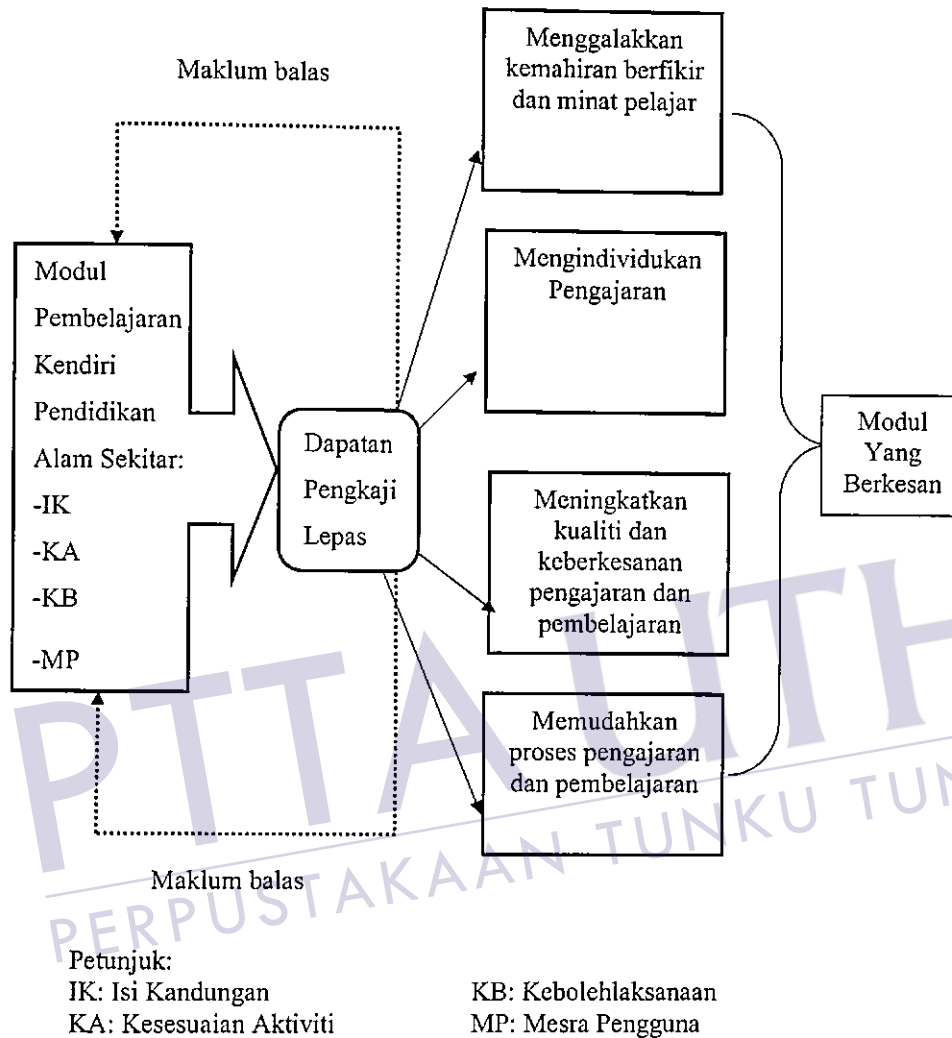 Maklum balas
Menggalakkan
kemahiran berfikir
dan minat pelajar
Modul
Pembelajaran
Kendiri
Pendidikan
Alam Sekitar:
-IK
-KA
-KB
-MP
Dapatan
Pengkaji
Lepas
Mengindividukan
Pengajaran
Meningkatkan
kualiti dan
keberkesanan
pengajaran dan
pembelajaran
Memudahkan
proses pengajaran
dan pembelajaran
Modul
Yang
Berkesan
Maklum balas
PTTA UTH
PERPUSTAKAAN TUNKU TUN
Petunjuk:
IK: Isi Kandungan
KB: Kebolehlaksanaan
KA: Kesesuaian Aktiviti
MP: Mesra Pengguna